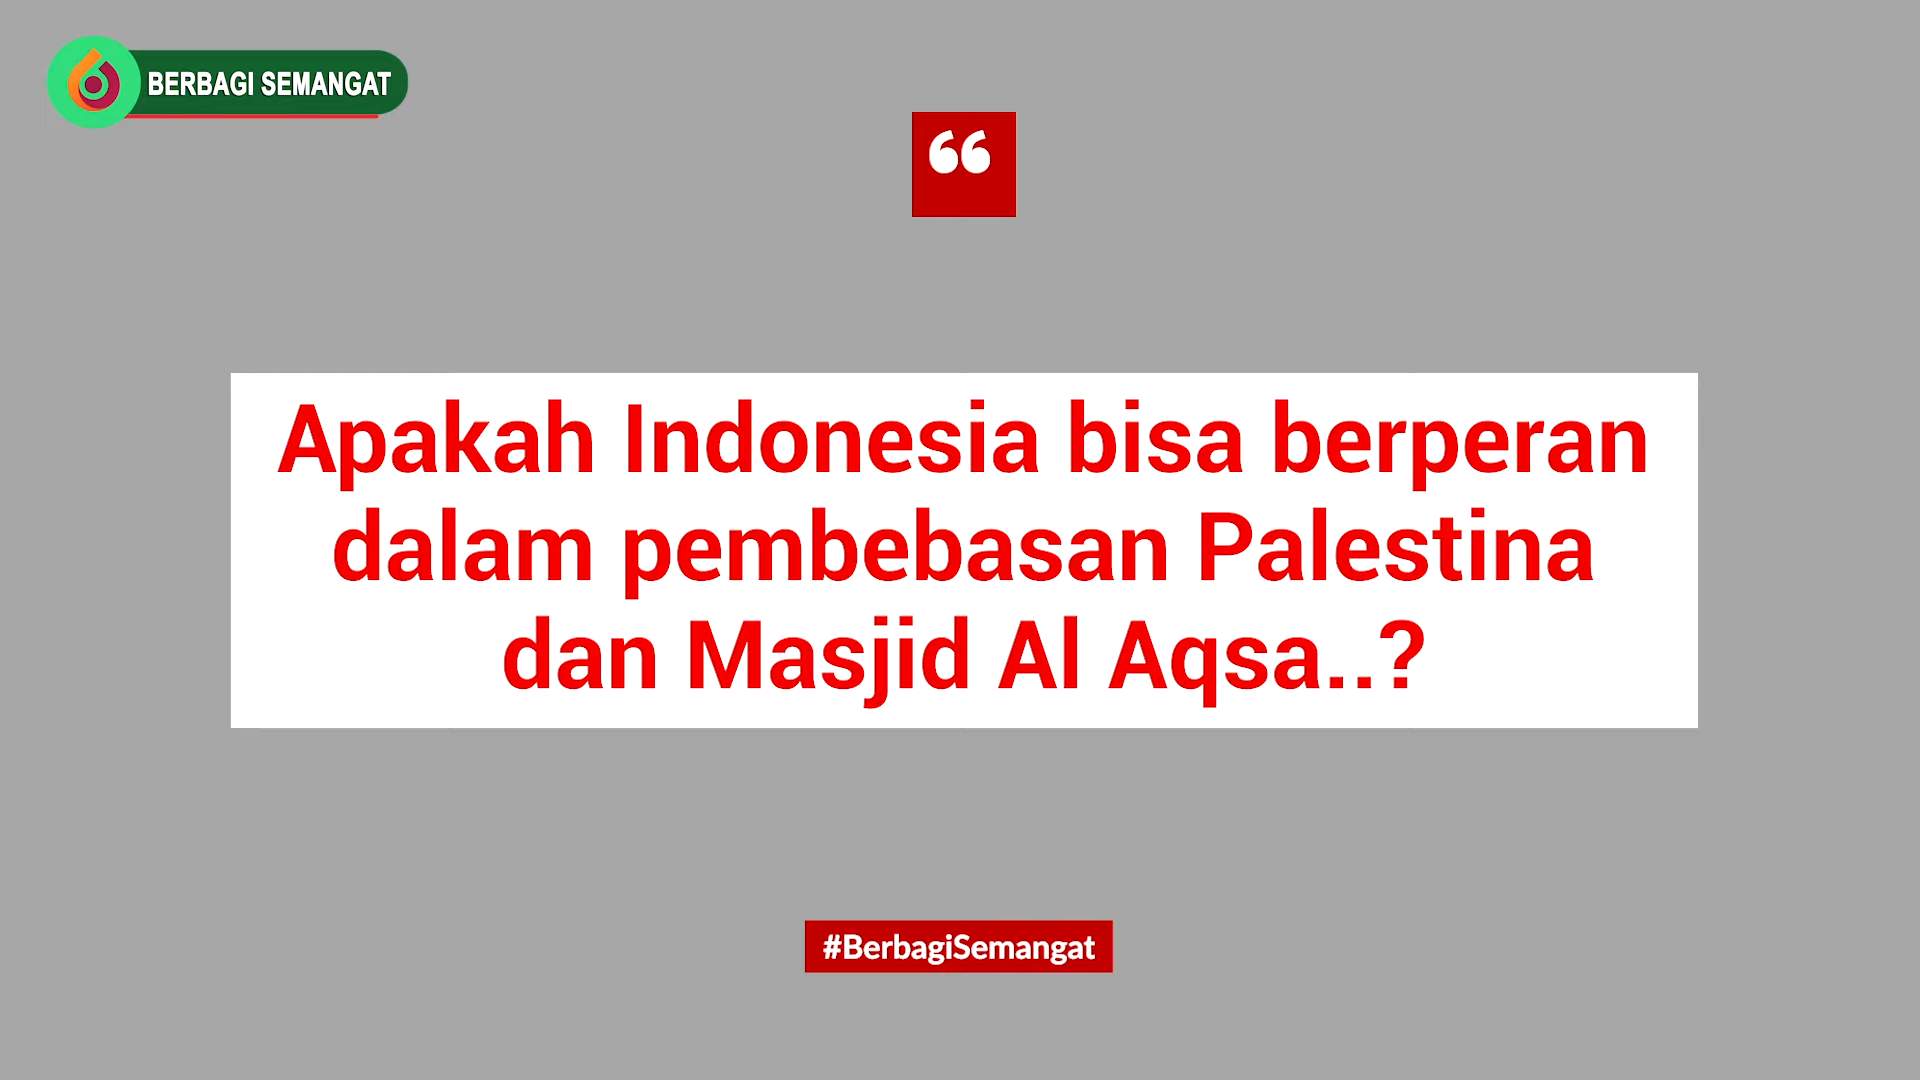 BERBAGI SEMANGAT
“
Apakah Indonesia bisa berperan
dalam pembebasan Palestina
dan Masjid Al Aqsa..?
#BerbagiSemangat